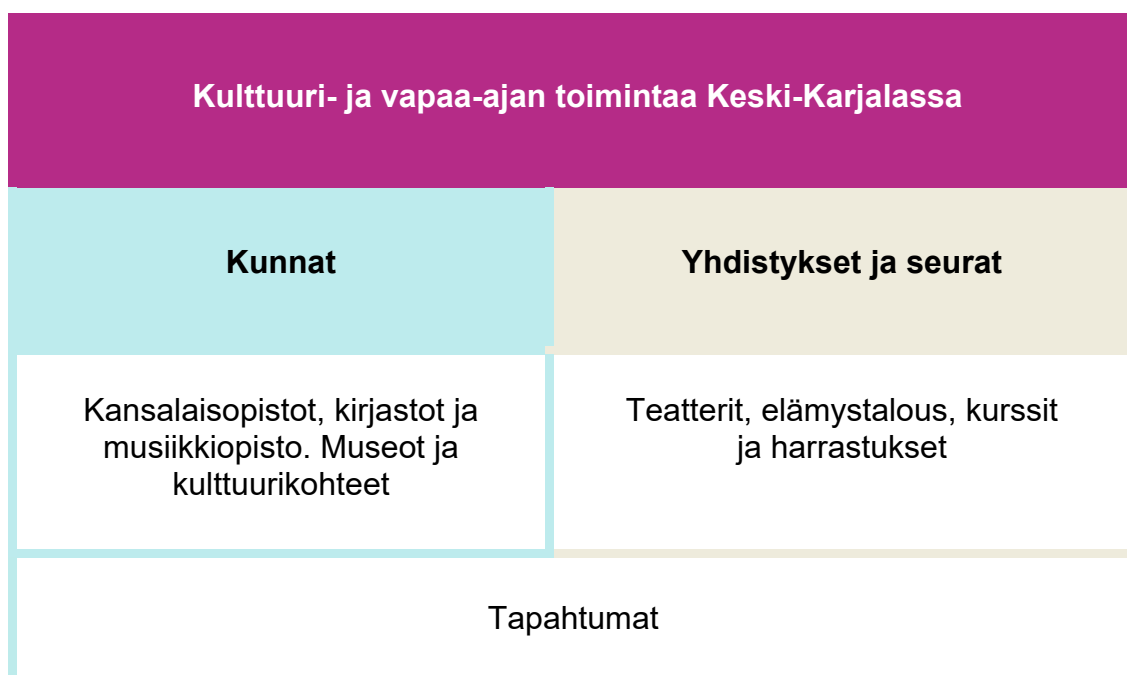 Kulttuuri- ja vapaa-ajan toimintaa Keski-Karjalassa
Kunnat
Yhdistykset ja seurat
Kansalaisopistot, kirjastot ja
musiikkiopisto. Museot ja
kulttuurikohteet
Teatterit, elämystalous, kurssit
ja harrastukset
Tapahtumat